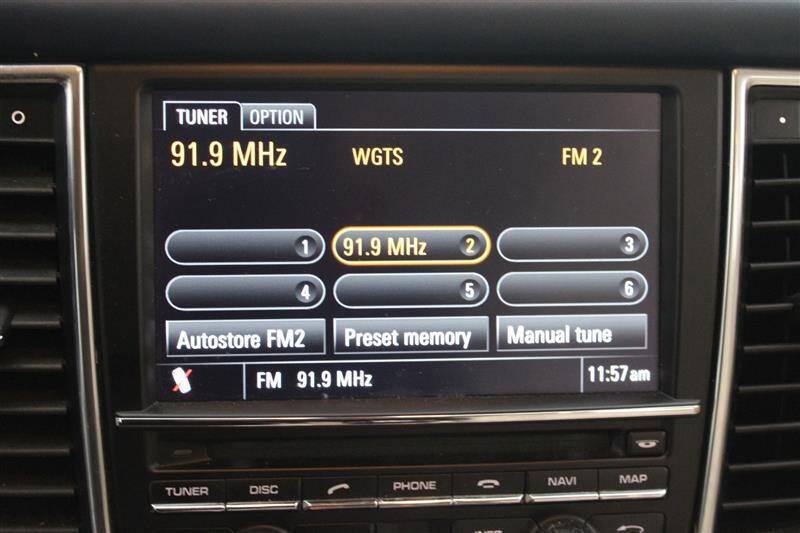 TUNER OPTION
91.9 MHz WGTS FM 2
1 91.9 MHz 2 3
4 5 6
Autostore FM2 Preset memory Manual tune
FM 91.9 MHz 11:57 am
TUNER DISC PHONE NAVI MAP